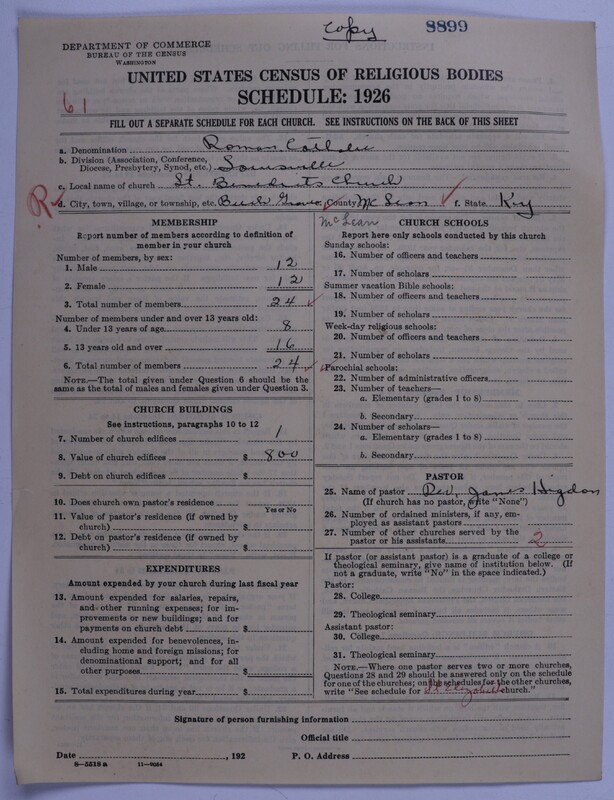 Copy 8899
DEPARTMENT OF COMMERCE
BUREAU OF THE CENSUS
WASHINGTON
UNITED STATES CENSUS OF RELIGIOUS BODIES
SCHEDULE: 1926
61
FILL OUT A SEPARATE SCHEDULE FOR EACH CHURCH. SEE INSTRUCTIONS ON THE BACK OF THIS SHEET
a. Denomination Roman Catholic
b. Division (Association, Conference,
Diocese, Presbytery, Synod, etc.) Louisville
c. Local name of church St. Benedicts Church
R d. City, town, village, or township, etc. Beech Grove, County McLean f. State Ky
MEMBERSHIP
Report number of members according to definition of
member in your church
Number of members, by sex:
1. Male 12
2. Female 12
3. Total number of members 24
Number of members under and over 13 years old:
4. Under 13 years of age 8
5. 13 years old and over 16
6. Total number of members 24
NOTE.—The total given under Question 6 should be the
same as the total of males and females given under Question 3.
CHURCH BUILDINGS
See instructions, paragraphs 10 to 12
7. Number of church edifices 1
8. Value of church edifices $ 800
9. Debt on church edifices $
10. Does church own pastor's residence
Yes or No
11. Value of pastor's residence (if owned by
church) $
12. Debt on pastor's residence (if owned by
church) $
EXPENDITURES
Amount expended by your church during last fiscal year
13. Amount expended for salaries, repairs,
and other running expenses; for im-
provements or new buildings; and for
payments on church debt $
14. Amount expended for benevolences, in-
cluding home and foreign missions; for
denominational support; and for all
other purposes $
15. Total expenditures during year $
McLean CHURCH SCHOOLS
Report here only schools conducted by this church
Sunday schools:
16. Number of officers and teachers
17. Number of scholars
Summer vacation Bible schools:
18. Number of officers and teachers
19. Number of scholars
Week-day religious schools:
20. Number of officers and teachers
21. Number of scholars
Parochial schools:
22. Number of administrative officers
23. Number of teachers—
a. Elementary (grades 1 to 8)
b. Secondary
24. Number of scholars—
a. Elementary (grades 1 to 8)
b. Secondary
PASTOR
25. Name of pastor Rev. James Higdon
(If church has no pastor, write "None")
26. Number of ordained ministers, if any, em-
ployed as assistant pastors
27. Number of other churches served by the
pastor or his assistants 2
If pastor (or assistant pastor) is a graduate of a college or
theological seminary, give name of institution below. (If
not a graduate, write "No" in the space indicated.)
Pastor:
28. College
29. Theological seminary
Assistant pastor:
30. College
31. Theological seminary
NOTE.—Where one pastor serves two or more churches,
Questions 28 and 29 should be answered only on the schedule
for one of the churches; on the schedules for the other churches,
write "See schedule for St Elizabeth church."
Signature of person furnishing information
Official title
Date , 192 P. O. Address
9-5518 a 11-9024